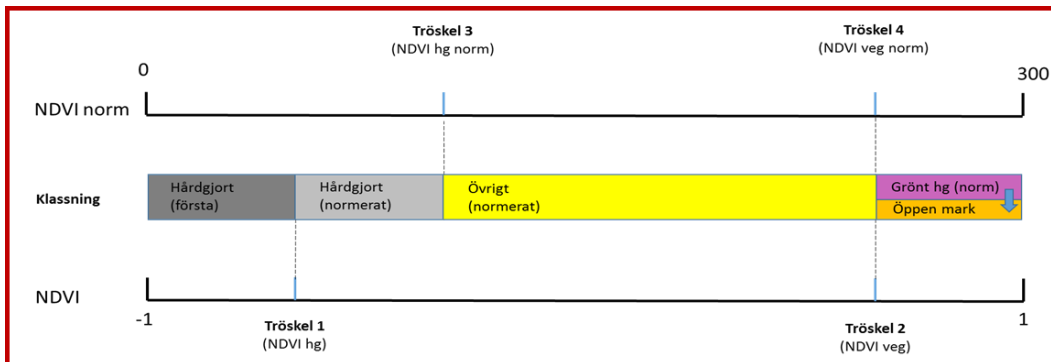 Tröskel 3
(NDVI hg norm)
Tröskel 4
(NDVI veg norm)
0
300
NDVI norm
Klassning
Hårdgjort
(första)
Hårdgjort
(normerat)
Övrigt
(normerat)
Grönt hg (norm)
Öppen mark
NDVI
-1
1
Tröskel 1
(NDVI hg)
Tröskel 2
(NDVI veg)